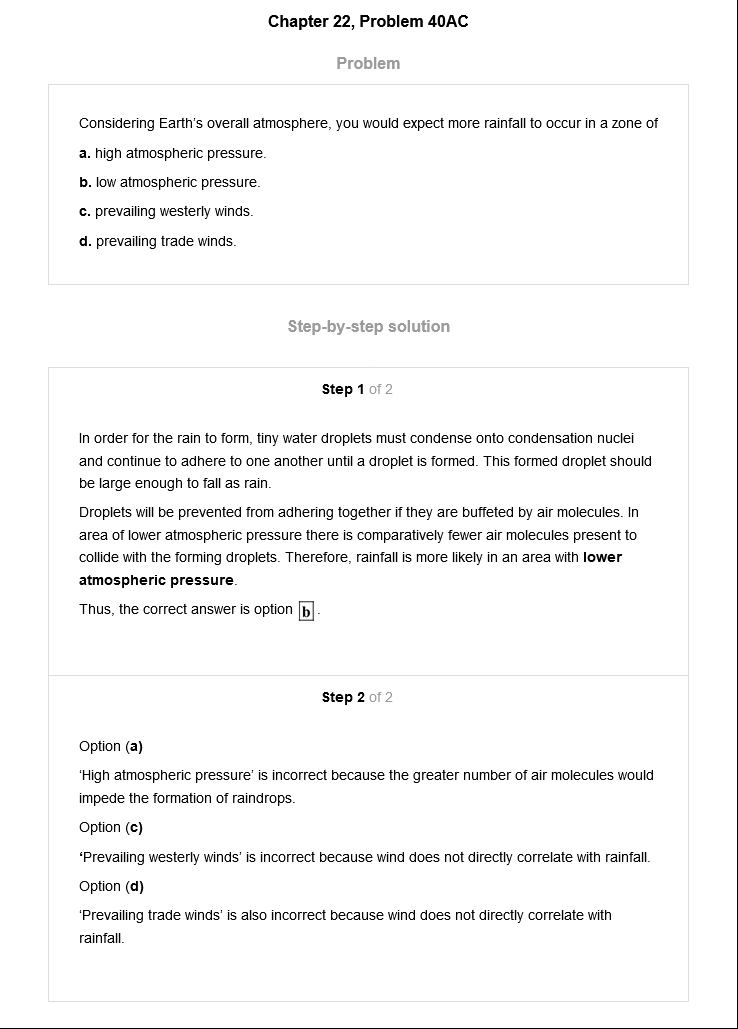 Chapter 22, Problem 40AC
Problem
Considering Earth's overall atmosphere, you would expect more rainfall to occur in a zone of
a. high atmospheric pressure.
b. low atmospheric pressure.
c. prevailing westerly winds.
d. prevailing trade winds.
Step-by-step solution
Step 1 of 2
In order for the rain to form, tiny water droplets must condense onto condensation nuclei
and continue to adhere to one another until a droplet is formed. This formed droplet should
be large enough to fall as rain.
Droplets will be prevented from adhering together if they are buffeted by air molecules. In
area of lower atmospheric pressure there is comparatively fewer air molecules present to
collide with the forming droplets. Therefore, rainfall is more likely in an area with lower
atmospheric pressure.
Thus, the correct answer is option b.
Step 2 of 2
Option (a)
'High atmospheric pressure' is incorrect because the greater number of air molecules would
impede the formation of raindrops.
Option (c)
'Prevailing westerly winds' is incorrect because wind does not directly correlate with rainfall.
Option (d)
'Prevailing trade winds' is also incorrect because wind does not directly correlate with
rainfall.